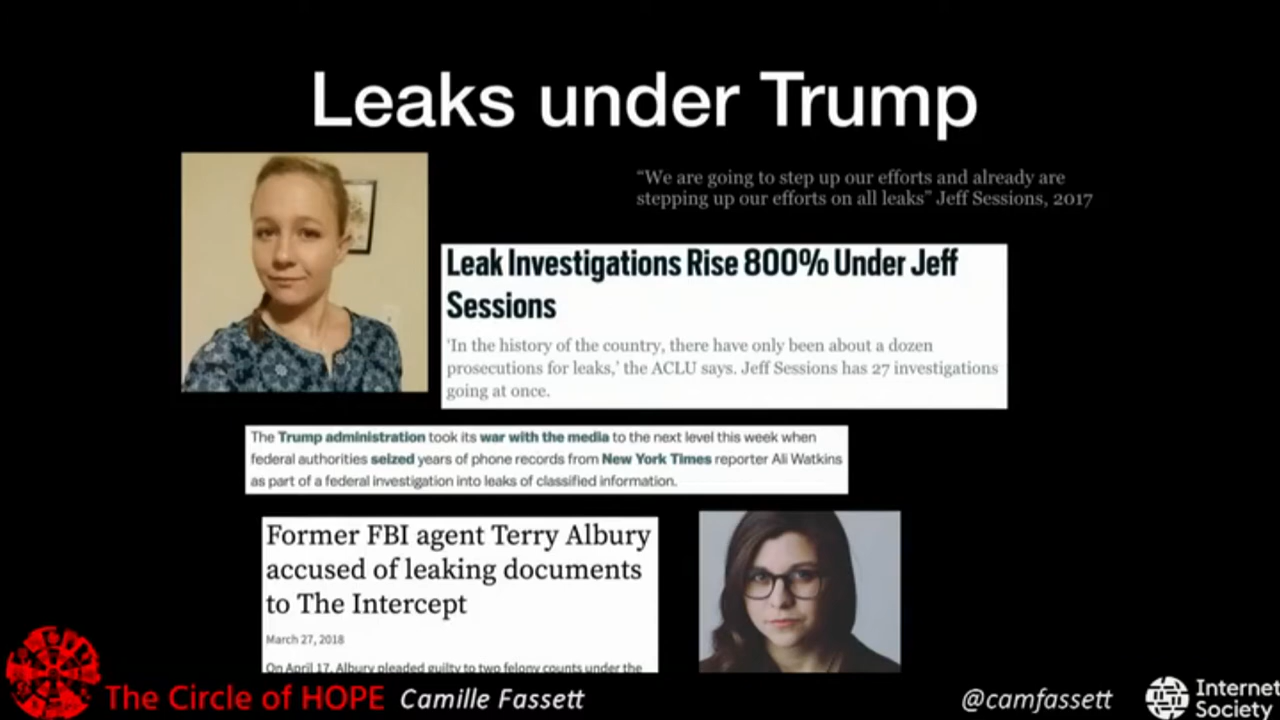 Leaks under Trump
“We are going to step up our efforts and already are
stepping up our efforts on all leaks” Jeff Sessions, 2017
Leak Investigations Rise 800% Under Jeff
Sessions
‘In the history of the country, there have only been about a dozen
prosecutions for leaks,’ the ACLU says. Jeff Sessions has 27 investigations
going at once.
The Trump administration took its war with the media to the next level this week when
federal authorities seized years of phone records from New York Times reporter Ali Watkins
as part of a federal investigation into leaks of classified information.
Former FBI agent Terry Albury
accused of leaking documents
to The Intercept
March 27, 2018
On April 17, Albury pleaded guilty to two felony counts under the
The Circle of HOPE Camille Fassett @camfassett Internet
Society